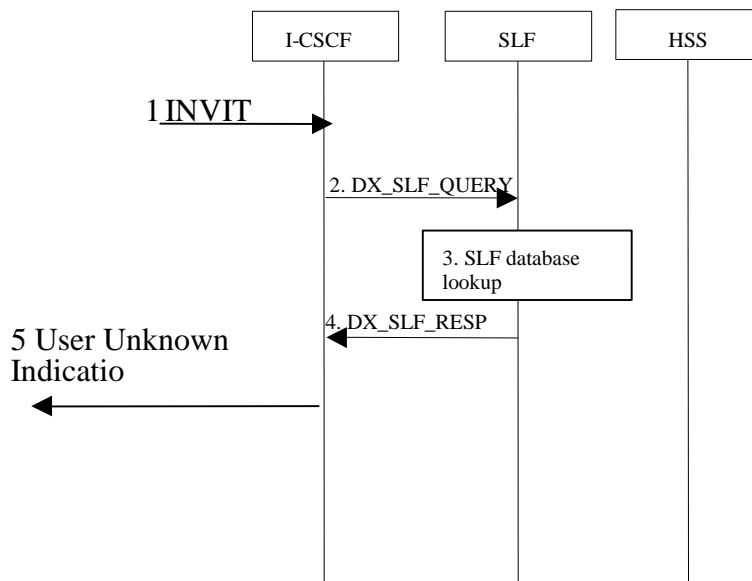 I-CSCF
SLF
HSS
1 INVIT
2. DX_SLF_QUERY
3. SLF database
lookup
4. DX_SLF_RESP
5 User Unknown
Indicatio